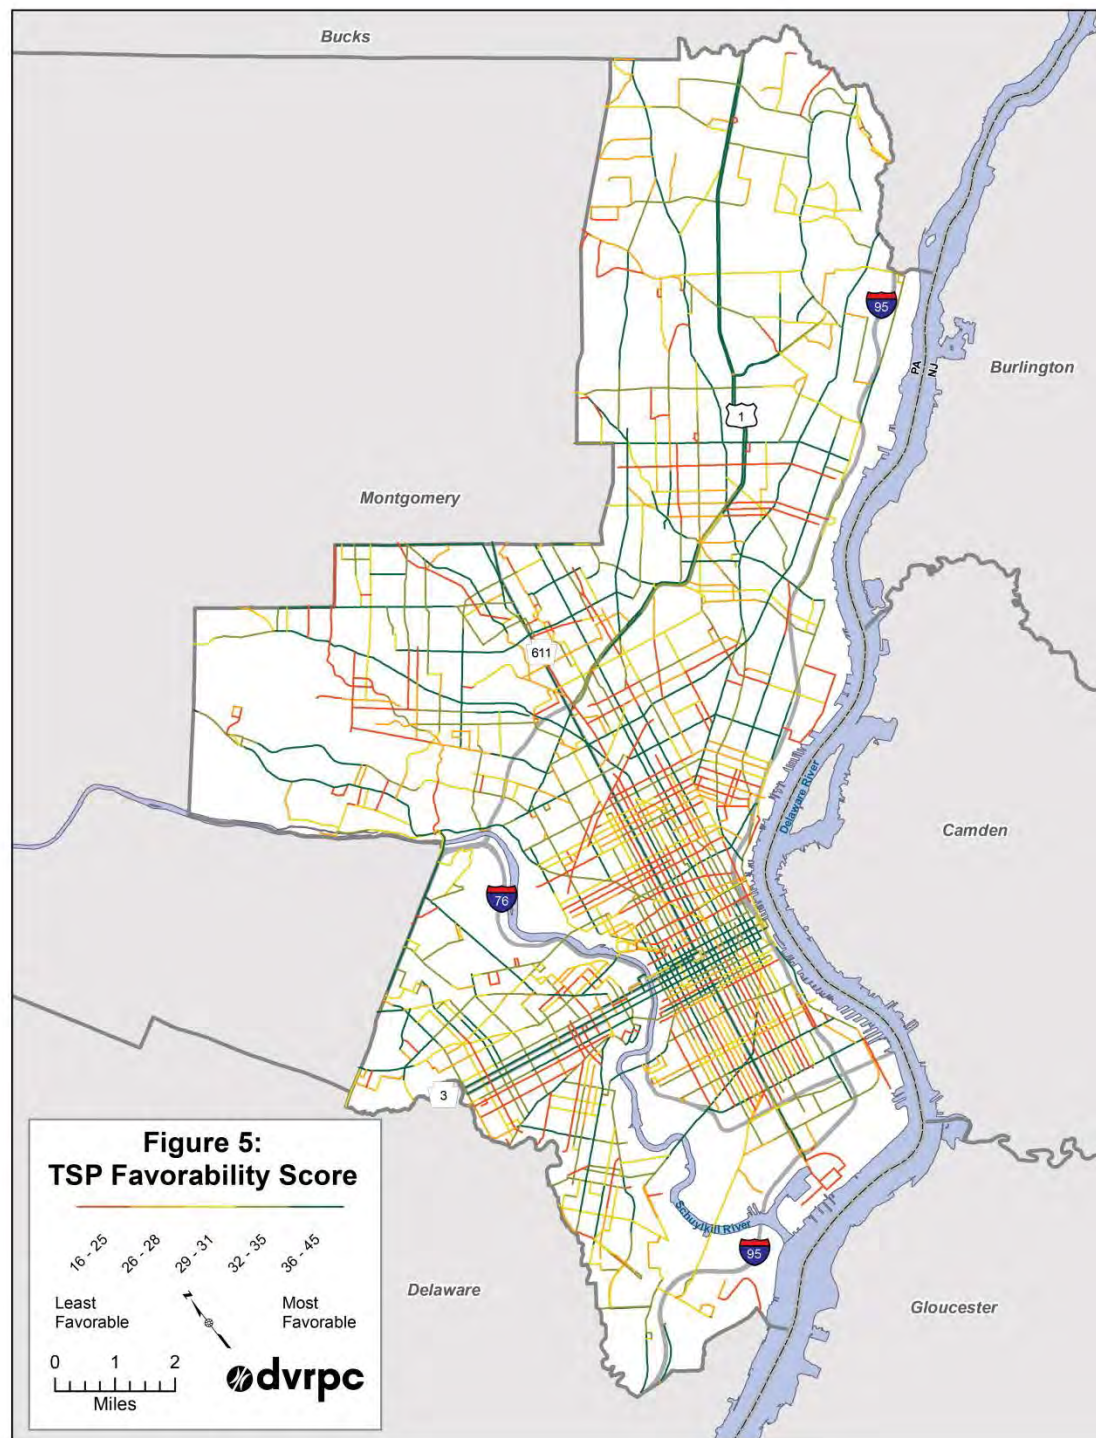 Bucks
95
PA
NJ
Burlington
1
Montgomery
611
Delaware River
Camden
76
3
Schuylkill River
95
Delaware
Gloucester
Figure 5:
TSP Favorability Score
16 - 25
26 - 28
29 - 31
32 - 35
36 - 45
Least
Favorable
N
Most
Favorable
0 1 2
Miles
dvrpc